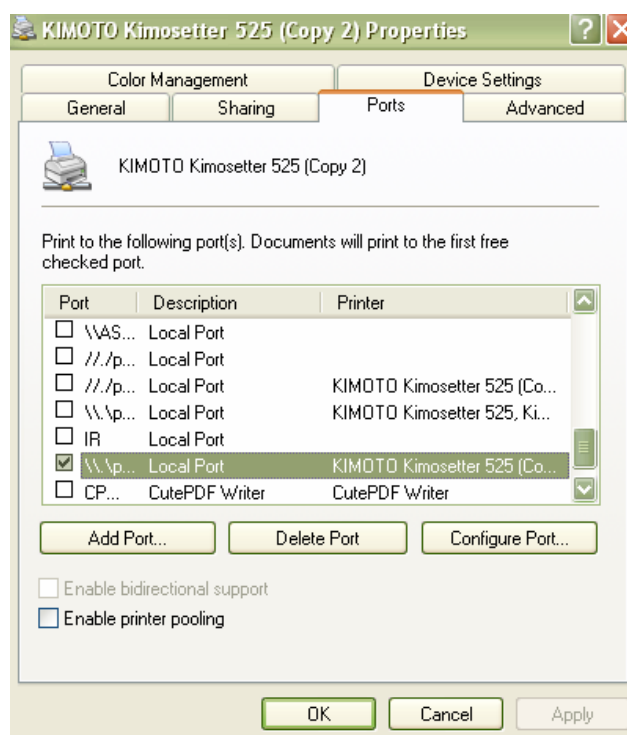 KIMOTO Kimosetter 525 (Copy 2) Properties
Color Management Device Settings
General Sharing Ports Advanced
KIMOTO Kimosetter 525 (Copy 2)
Print to the following port(s). Documents will print to the first free
checked port.
Port Description Printer
\\AS... Local Port
//./p... Local Port
//./p... Local Port KIMOTO Kimosetter 525 (Co...
\\.\p... Local Port KIMOTO Kimosetter 525, Ki...
IR Local Port
\\.\p... Local Port KIMOTO Kimosetter 525 (Co...
CP... CutePDF Writer CutePDF Writer
Add Port... Delete Port Configure Port...
Enable bidirectional support
Enable printer pooling
OK Cancel Apply